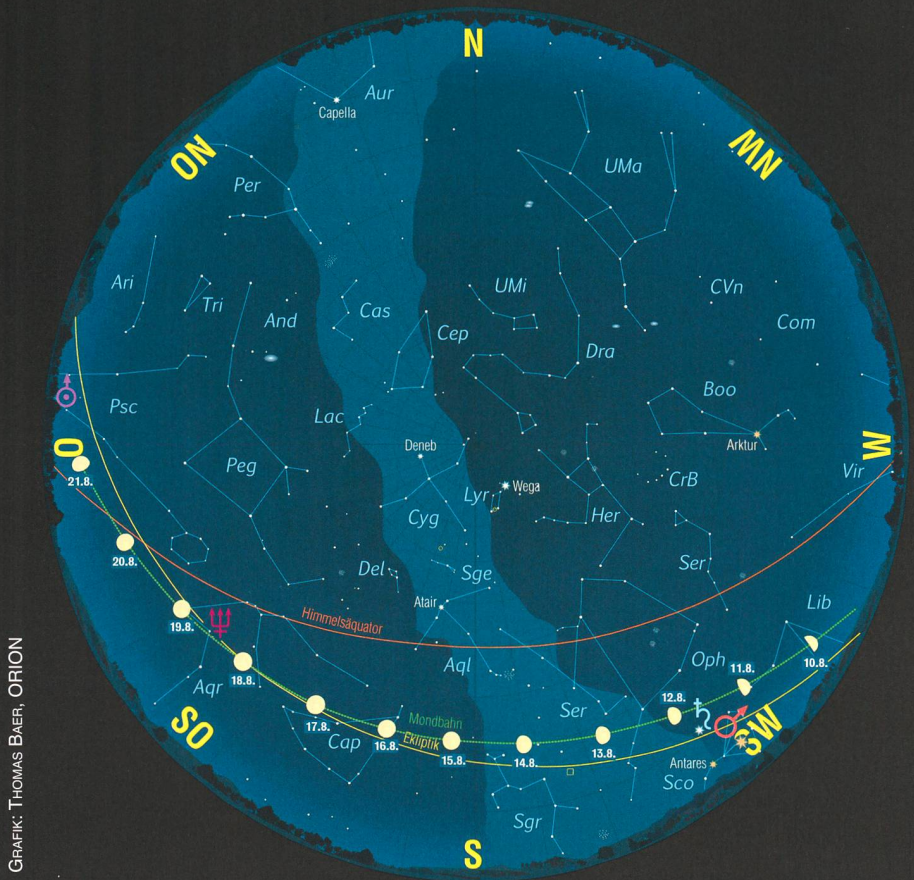 N
Aur
Capella
NO
NW
UMa
Per
Ari
Tri
And
Cas
UMi
CVn
Cep
Com
Dra
Psc
Boo
Lac
Arktur
O
Deneb
W
21.8.
Peg
Lyr
Wega
CrB
Vir
Cyg
Her
20.8.
Del
Sge
Ser
Atair
Himmelsäquator
Lib
19.8.
Aql
Oph
10.8.
18.8.
Aqr
11.8.
12.8.
17.8.
Mondbahn
Ser
SO
Cap
16.8.
Ekliptik
15.8.
14.8.
13.8.
SW
Antares
Sco
Sgr
S
GRAFIK: THOMAS BAER, ORION